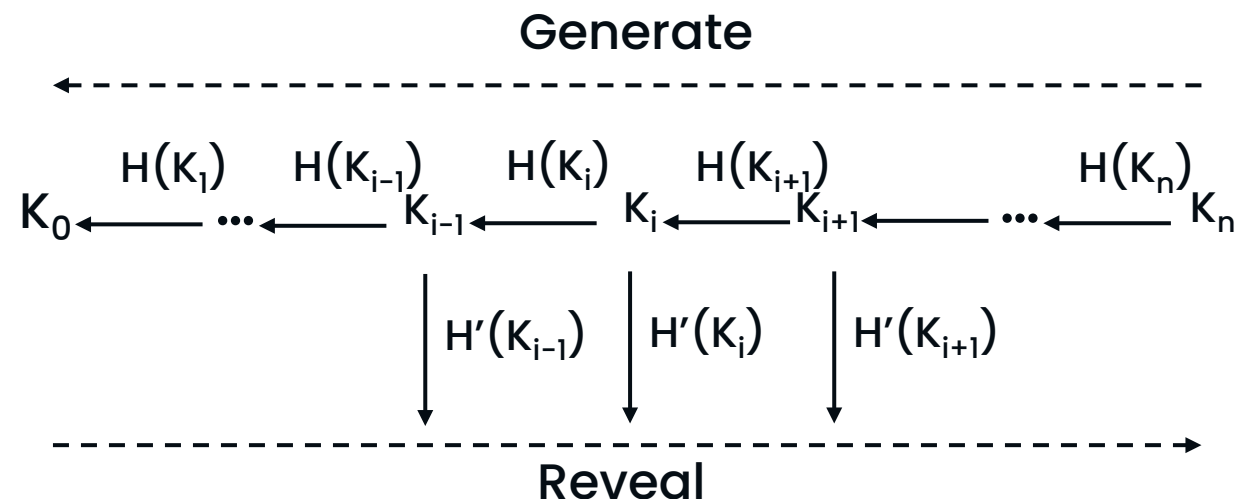 Generate
H(K₁) H(Kᵢ₋₁) H(Kᵢ) H(Kᵢ₊₁) H(Kₙ)
K₀ ••• Kᵢ₋₁ Kᵢ Kᵢ₊₁ ••• Kₙ
H′(Kᵢ₋₁) H′(Kᵢ) H′(Kᵢ₊₁)
Reveal